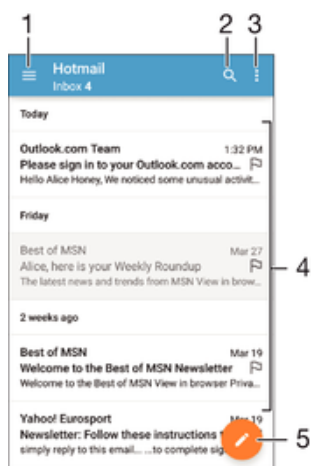 1 2 3
Hotmail
Inbox 4
Today
Outlook.com Team 1:32 PM
Please sign in to your Outlook.com acco...
Hello Alice Honey, We noticed some unusual activit...
Friday
Best of MSN Mar 27
Alice, here is your Weekly Roundup
The latest news and trends from MSN View in brow...
4
2 weeks ago
Best of MSN Mar 19
Welcome to the Best of MSN Newsletter
Welcome to the Best of MSN View in browser Priva...
Yahoo! Eurosport Mar 19
Newsletter: Follow these instructions
5
simply reply to this email... ...to complete